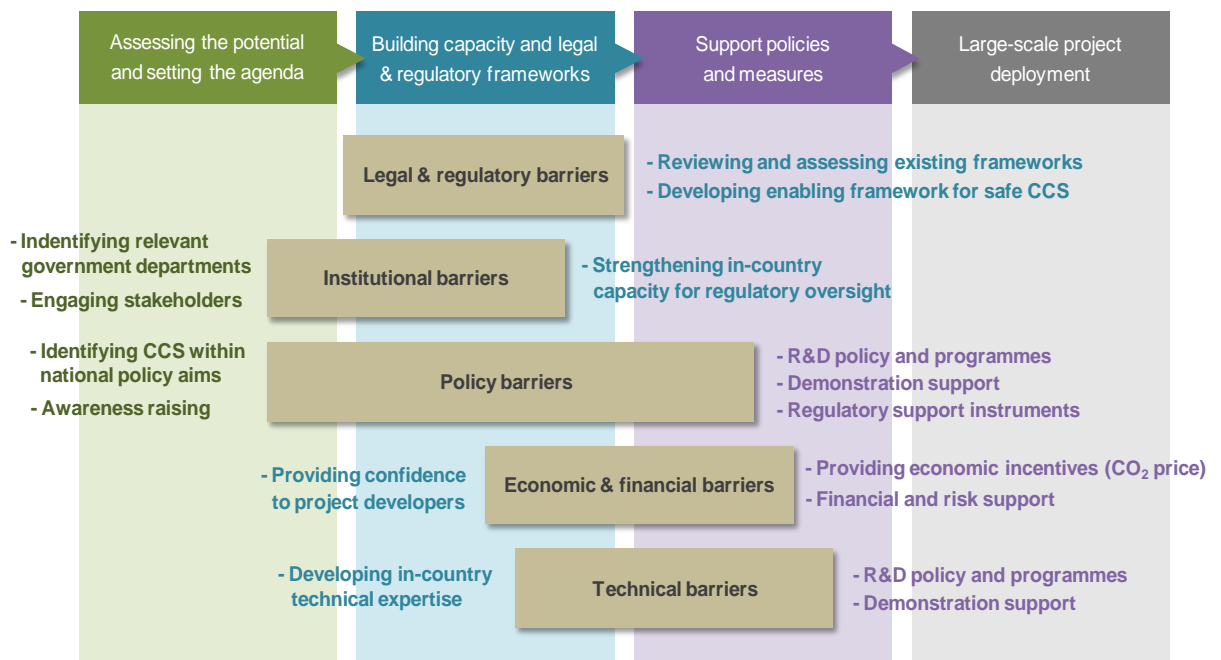 Assessing the potential
and setting the agenda
Building capacity and legal
& regulatory frameworks
Support policies
and measures
Large-scale project
deployment
Legal & regulatory barriers
- Reviewing and assessing existing frameworks
- Developing enabling framework for safe CCS
- Indentifying relevant
government departments
- Engaging stakeholders
Institutional barriers
- Strengthening in-country
capacity for regulatory oversight
- Identifying CCS within
national policy aims
- Awareness raising
Policy barriers
- R&D policy and programmes
- Demonstration support
- Regulatory support instruments
- Providing confidence
to project developers
Economic & financial barriers
- Providing economic incentives (CO₂ price)
- Financial and risk support
- Developing in-country
technical expertise
Technical barriers
- R&D policy and programmes
- Demonstration support